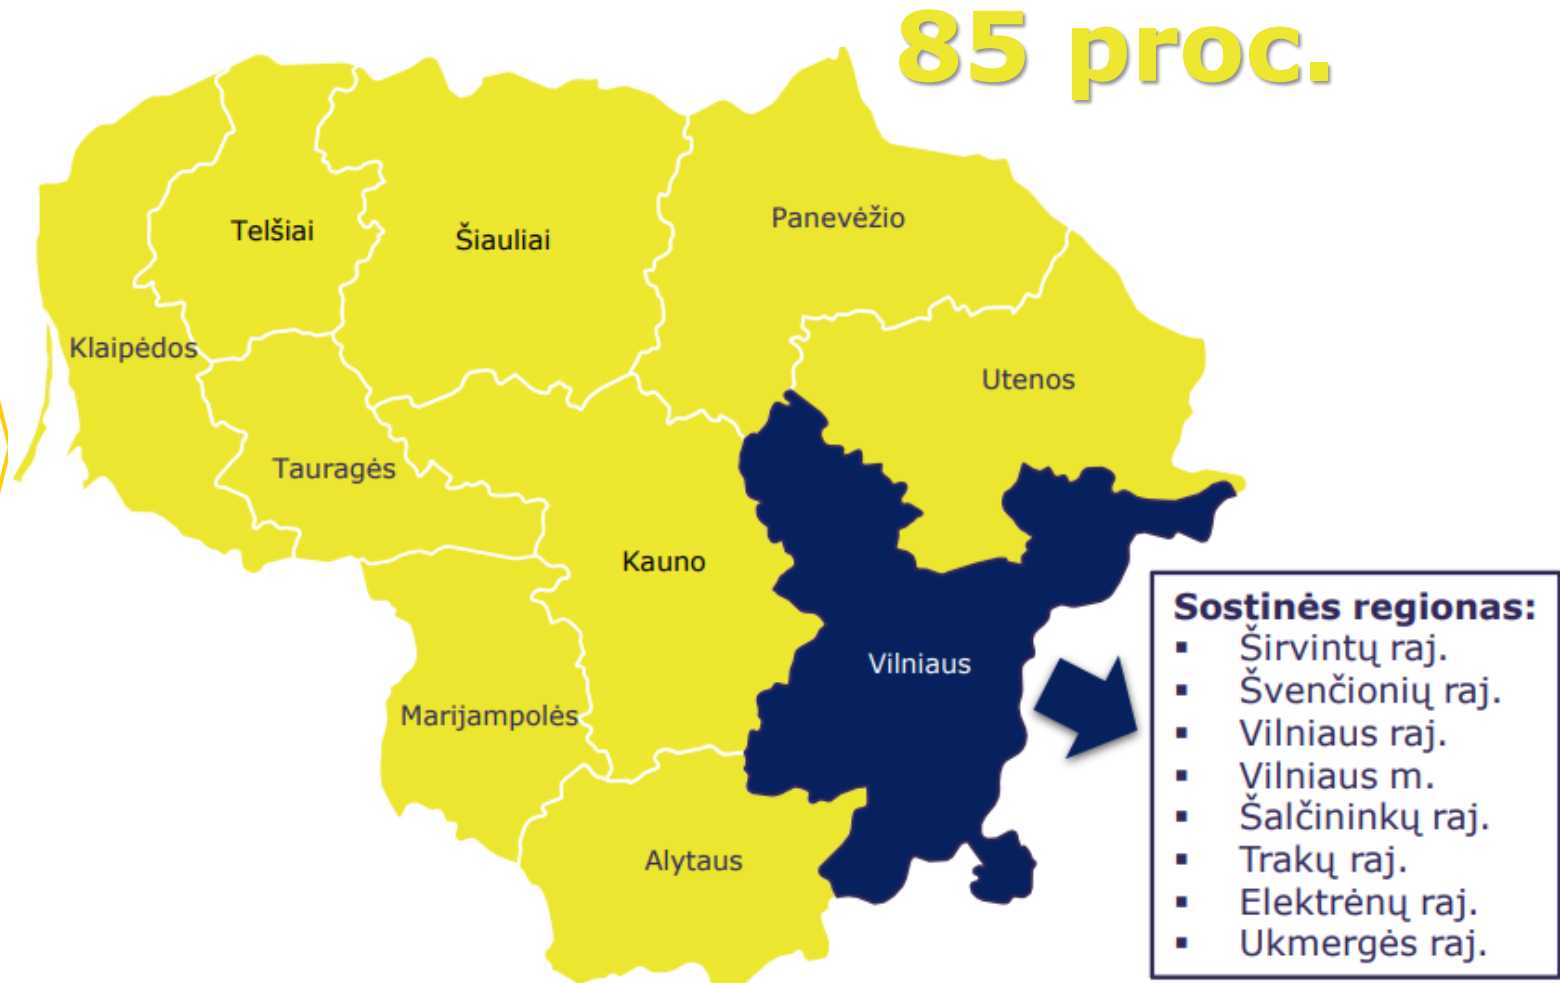 85 proc.
Telšiai
Šiauliai
Panevėžio
Klaipėdos
Utenos
Tauragės
Kauno
Vilniaus
Marijampolės
Alytaus
Sostinės regionas:
▪ Širvintų raj.
▪ Švenčionių raj.
▪ Vilniaus raj.
▪ Vilniaus m.
▪ Šalčininkų raj.
▪ Trakų raj.
▪ Elektrėnų raj.
▪ Ukmergės raj.